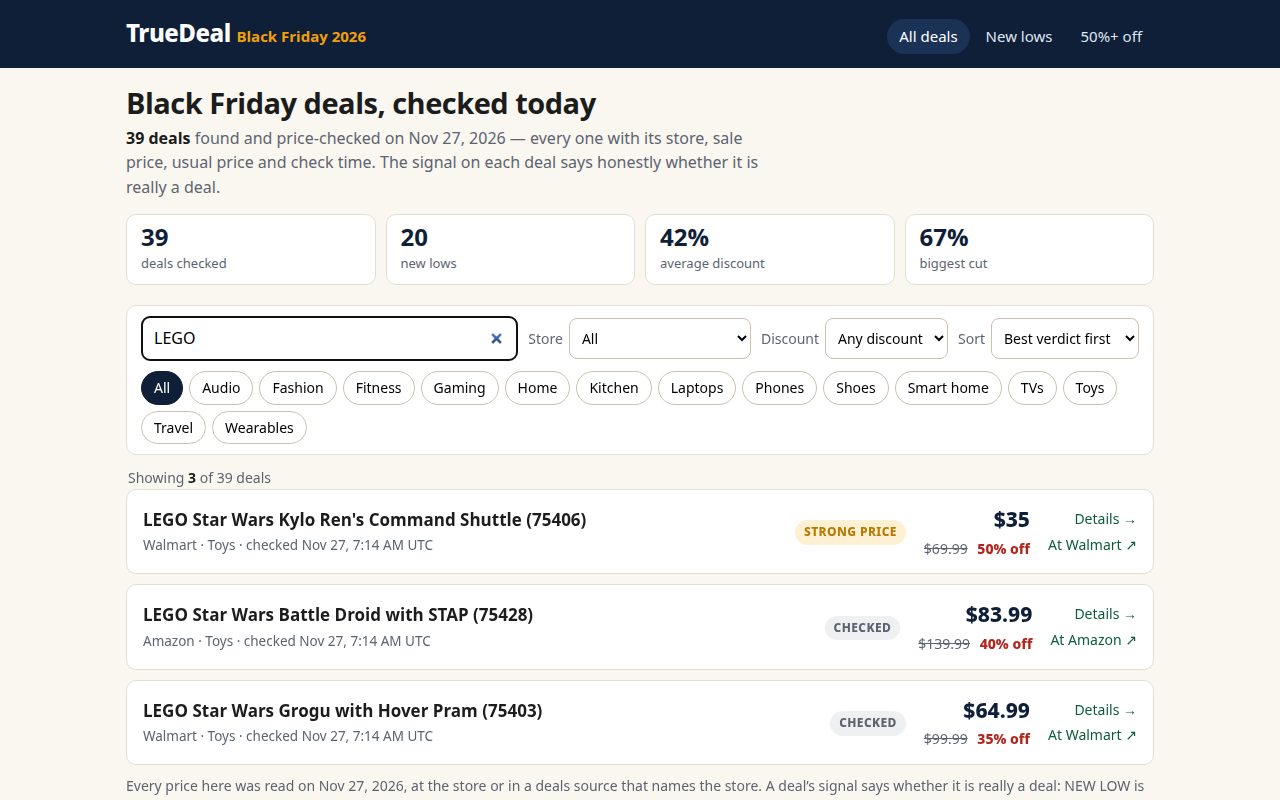 TrueDeal Black Friday 2026
All deals New lows 50%+ off
Black Friday deals, checked today
39 deals found and price-checked on Nov 27, 2026 — every one with its store, sale
price, usual price and check time. The signal on each deal says honestly whether it is
really a deal.
39
deals checked
20
new lows
42%
average discount
67%
biggest cut
LEGO Store All Discount Any discount Sort Best verdict first
All Audio Fashion Fitness Gaming Home Kitchen Laptops Phones Shoes Smart home TVs Toys
Travel Wearables
Showing 3 of 39 deals
LEGO Star Wars Kylo Ren's Command Shuttle (75406)
Walmart · Toys · checked Nov 27, 7:14 AM UTC
STRONG PRICE
$35
$69.99 50% off
Details →
At Walmart ↗
LEGO Star Wars Battle Droid with STAP (75428)
Amazon · Toys · checked Nov 27, 7:14 AM UTC
CHECKED
$83.99
$139.99 40% off
Details →
At Amazon ↗
LEGO Star Wars Grogu with Hover Pram (75403)
Walmart · Toys · checked Nov 27, 7:14 AM UTC
CHECKED
$64.99
$99.99 35% off
Details →
At Walmart ↗
Every price here was read on Nov 27, 2026, at the store or in a deals source that names the store. A deal’s signal says whether it is really a deal: NEW LOW is